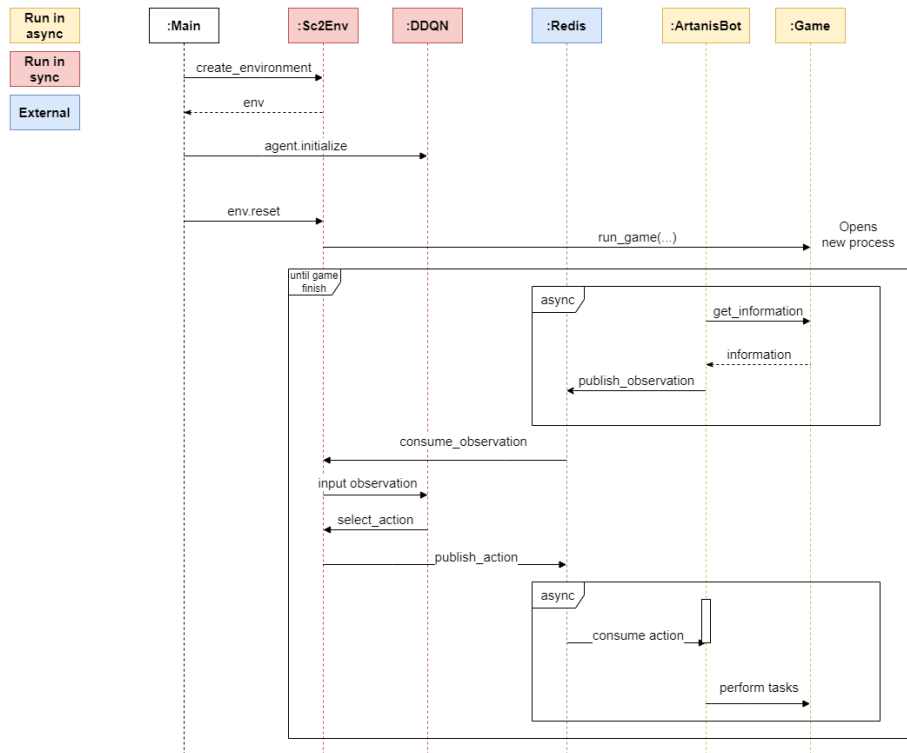 Run in
async
:Main
:Sc2Env
:DDQN
:Redis
:ArtanisBot
:Game
Run in
sync
External
create_environment
env
agent.initialize
env.reset
run_game(...)
Opens
new process
until game
finish
async
get_information
information
publish_observation
consume_observation
input observation
select_action
publish_action
async
consume action
perform tasks